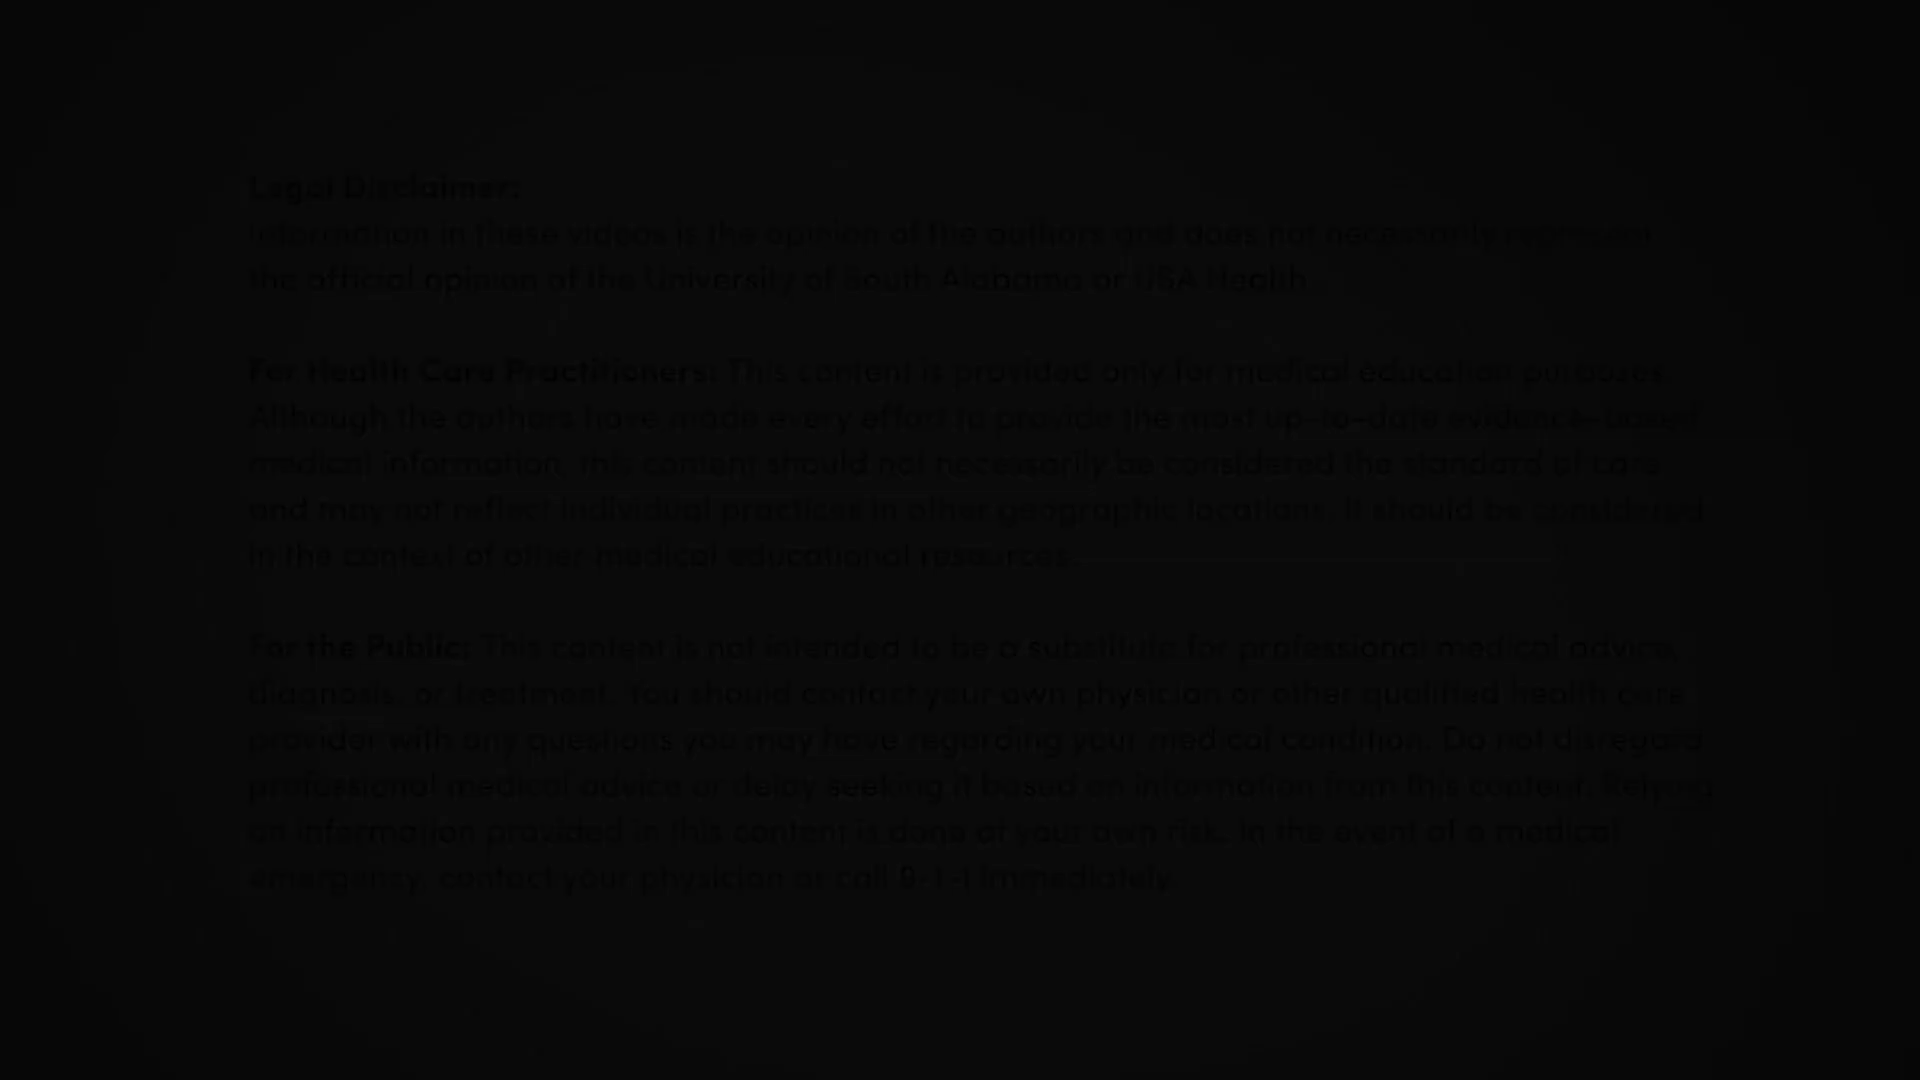 Legal Disclaimer:
Information in these videos is the opinion of the authors and does not necessarily represent
the official opinion of the University of South Alabama or USA Health.
For Health Care Practitioners: This content is provided only for medical education purposes.
Although the authors have made every effort to provide the most up-to-date evidence-based
medical information, this content should not necessarily be considered the standard of care
and may not reflect individual practices in other geographic locations. It should be considered
in the context of other medical educational resources.
For the Public: This content is not intended to be a substitute for professional medical advice,
diagnosis, or treatment. You should contact your own physician or other qualified health care
provider with any questions you may have regarding your medical condition. Do not disregard
professional medical advice or delay seeking it based on information from this content. Relying
on information provided in this content is done at your own risk. In the event of a medical
emergency, contact your physician or call 9-1-1 immediately.